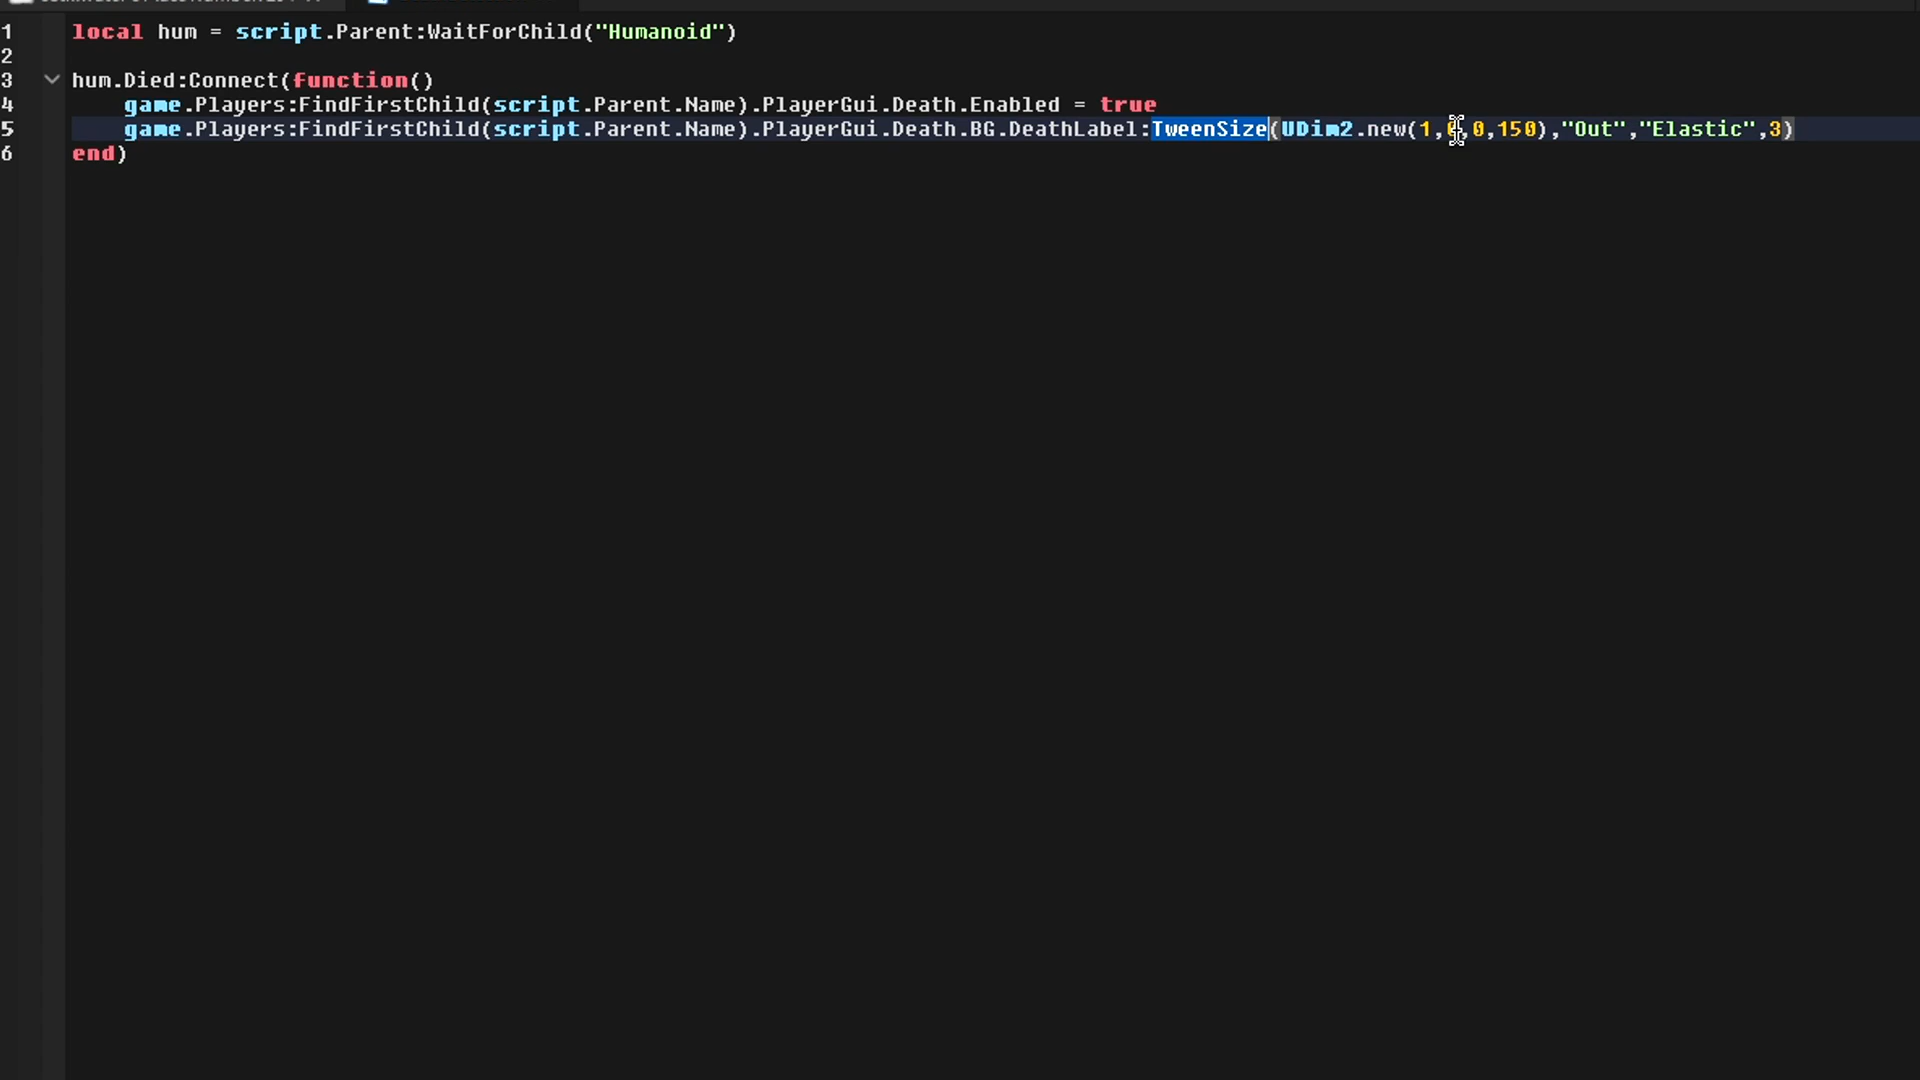 1 local hum = script.Parent:WaitForChild("Humanoid")
2
3 hum.Died:Connect(function()
4 game.Players:FindFirstChild(script.Parent.Name).PlayerGui.Death.Enabled = true
5 game.Players:FindFirstChild(script.Parent.Name).PlayerGui.Death.BG.DeathLabel:TweenSize(UDim2.new(1,0,0,150),"Out","Elastic",3)
6 end)